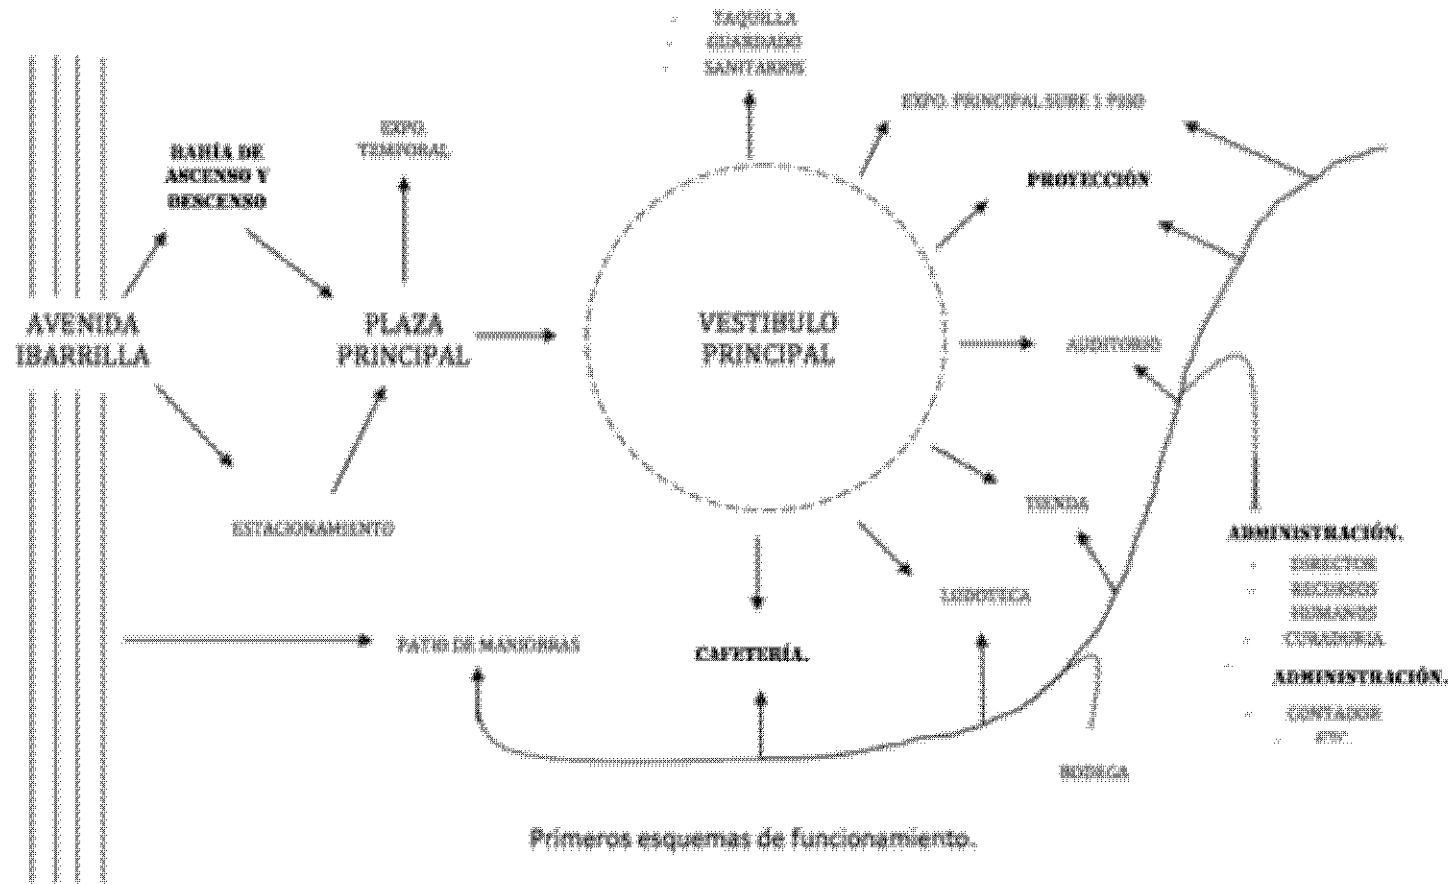 TAQUILLA
GUARDADO
SANITARIOS
EXPO. PRINCIPAL SUBE 1 PISO
EXPO.
TEMPORAL
BAHÍA DE
ASCENSO Y
DESCENSO
PROYECCIÓN
AVENIDA
IBARRILLA
PLAZA
PRINCIPAL
VESTIBULO
PRINCIPAL
AUDITORIO
TIENDA
ESTACIONAMIENTO
ADMINISTRACIÓN.
DIRECTOR
RECURSOS
HUMANOS
CURADURIA
ADMINISTRACIÓN.
CONTADOR
ETC.
LUDOTECA
PATIO DE MANIOBRAS
CAFETERÍA.
BODEGA
Primeros esquemas de funcionamiento.